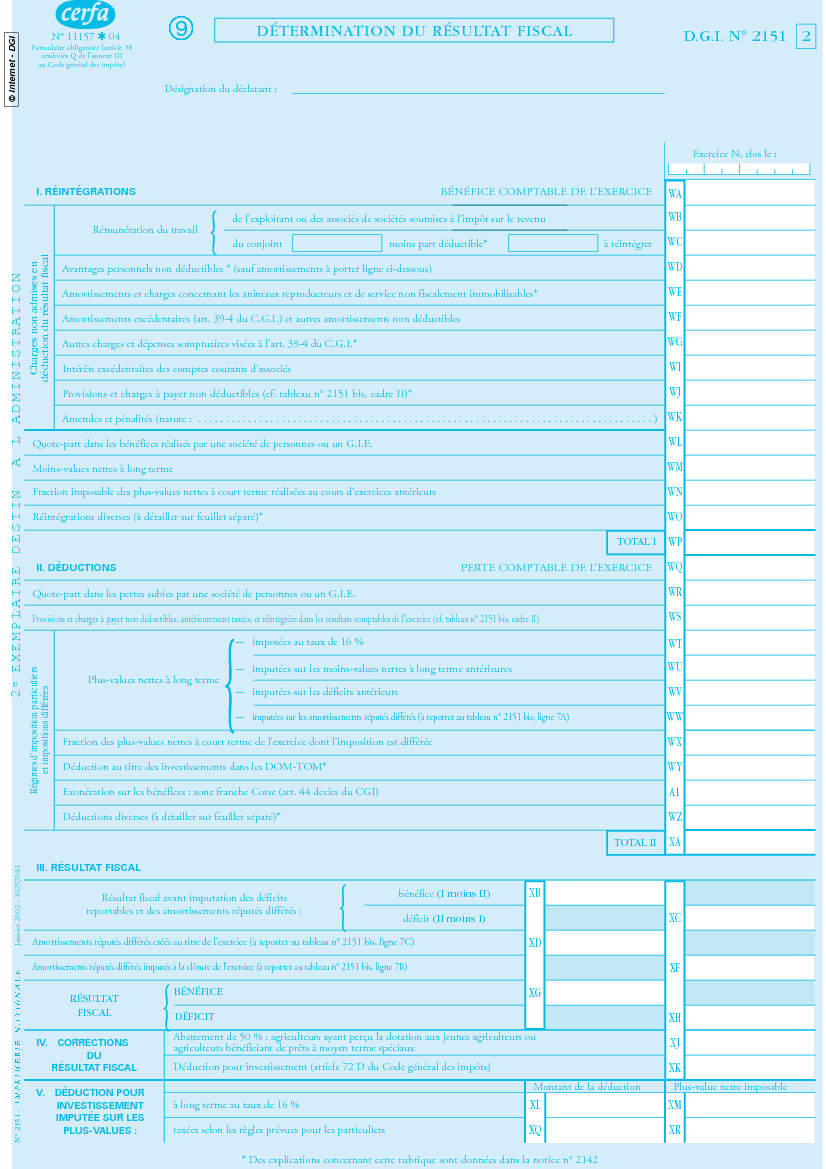 cerfa
N° 11157 ✱ 04
Formulaire obligatoire (article 38
sexdecies Q de l'annexe III
au Code général des impôts)
© Internet - DGI
9
DÉTERMINATION DU RÉSULTAT FISCAL
D.G.I. N° 2151 2
Désignation du déclarant :
Exercice N, clos le :
I. RÉINTÉGRATIONS BÉNÉFICE COMPTABLE DE L'EXERCICE WA
Charges non admises en
déduction du résultat fiscal
Rémunération du travail
de l'exploitant ou des associés de sociétés soumises à l'impôt sur le revenu WB
du conjoint moins part déductible* à réintégrer WC
Avantages personnels non déductibles * (sauf amortissements à porter ligne ci-dessous) WD
Amortissements et charges concernant les animaux reproducteurs et de service non fiscalement immobilisables* WE
Amortissements excédentaires (art. 39-4 du C.G.I.) et autres amortissements non déductibles WF
Autres charges et dépenses somptuaires visées à l'art. 39-4 du C.G.I.* WG
Intérêts excédentaires des comptes courants d'associés WI
Provisions et charges à payer non déductibles (cf. tableau n° 2151 bis, cadre II)* WJ
Amendes et pénalités (nature : ........................................................................) WK
Quote-part dans les bénéfices réalisés par une société de personnes ou un G.I.E. WL
Moins-values nettes à long terme WM
Fraction imposable des plus-values nettes à court terme réalisées au cours d'exercices antérieurs WN
Réintégrations diverses (à détailler sur feuillet séparé)* WO
TOTAL I WP
II. DÉDUCTIONS PERTE COMPTABLE DE L'EXERCICE WQ
Quote-part dans les pertes subies par une société de personnes ou un G.I.E. WR
Provisions et charges à payer non déductibles, antérieurement taxées, et réintégrées dans les résultats comptables de l'exercice (cf. tableau n° 2151 bis, cadre II) WS
Régimes d'imposition particuliers
et impositions différées
Plus-values nettes à long terme
— imposées au taux de 16 % WT
— imputées sur les moins-values nettes à long terme antérieures WU
— imputées sur les déficits antérieurs WV
— imputées sur les amortissements réputés différés (à reporter au tableau n° 2151 bis, ligne 7A) WW
Fraction des plus-values nettes à court terme de l'exercice dont l'imposition est différée WX
Déduction au titre des investissements dans les DOM-TOM* WY
Exonération sur les bénéfices : zone franche Corse (art. 44 decies du CGI) A1
Déductions diverses (à détailler sur feuillet séparé)* WZ
TOTAL II XA
III. RÉSULTAT FISCAL
Résultat fiscal avant imputation des déficits
reportables et des amortissements réputés différés :
bénéfice (I moins II) XB
déficit (II moins I) XC
Amortissements réputés différés créés au titre de l'exercice (à reporter au tableau n° 2151 bis, ligne 7C) XD
Amortissements réputés différés imputés à la clôture de l'exercice (à reporter au tableau n° 2151 bis, ligne 7B) XF
RÉSULTAT
FISCAL
BÉNÉFICE XG
DÉFICIT XH
IV. CORRECTIONS
DU
RÉSULTAT FISCAL
Abattement de 50 % : agriculteurs ayant perçu la dotation aux jeunes agriculteurs ou
agriculteurs bénéficiant de prêts à moyen terme spéciaux XJ
Déduction pour investissement (article 72 D du Code général des impôts) XK
V. DÉDUCTION POUR
INVESTISSEMENT
IMPUTÉE SUR LES
PLUS-VALUES :
Montant de la déduction Plus-value nette imposable
à long terme au taux de 16 % XL XM
taxées selon les règles prévues pour les particuliers XQ XR
2e EXEMPLAIRE DESTIN A L ADMINISTRATION
N° 2151 - IMPRIMERIE NATIONALE Janvier 2002 - 1025708I
* Des explications concernant cette rubrique sont données dans la notice n° 2142